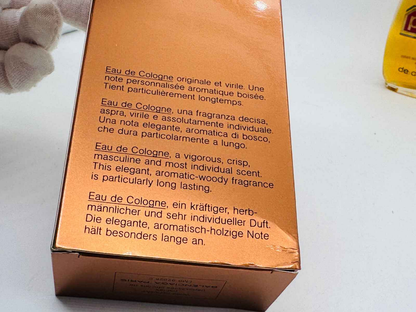 Eau de Cologne originale et virile. Une
note personnalisée aromatique boisée.
Tient particulièrement longtemps.
Eau de Cologne, una fragranza decisa,
aspra, virile e assolutamente individuale.
Una nota elegante, aromatica di bosco,
che dura particolarmente a lungo.
Eau de Cologne, a vigorous, crisp,
masculine and most individual scent.
This elegant, aromatic-woody fragrance
is particularly long lasting.
Eau de Cologne, ein kräftiger, herb-
männlicher und sehr individueller Duft.
Die elegante, aromatisch-holzige Note
hält besonders lange an.